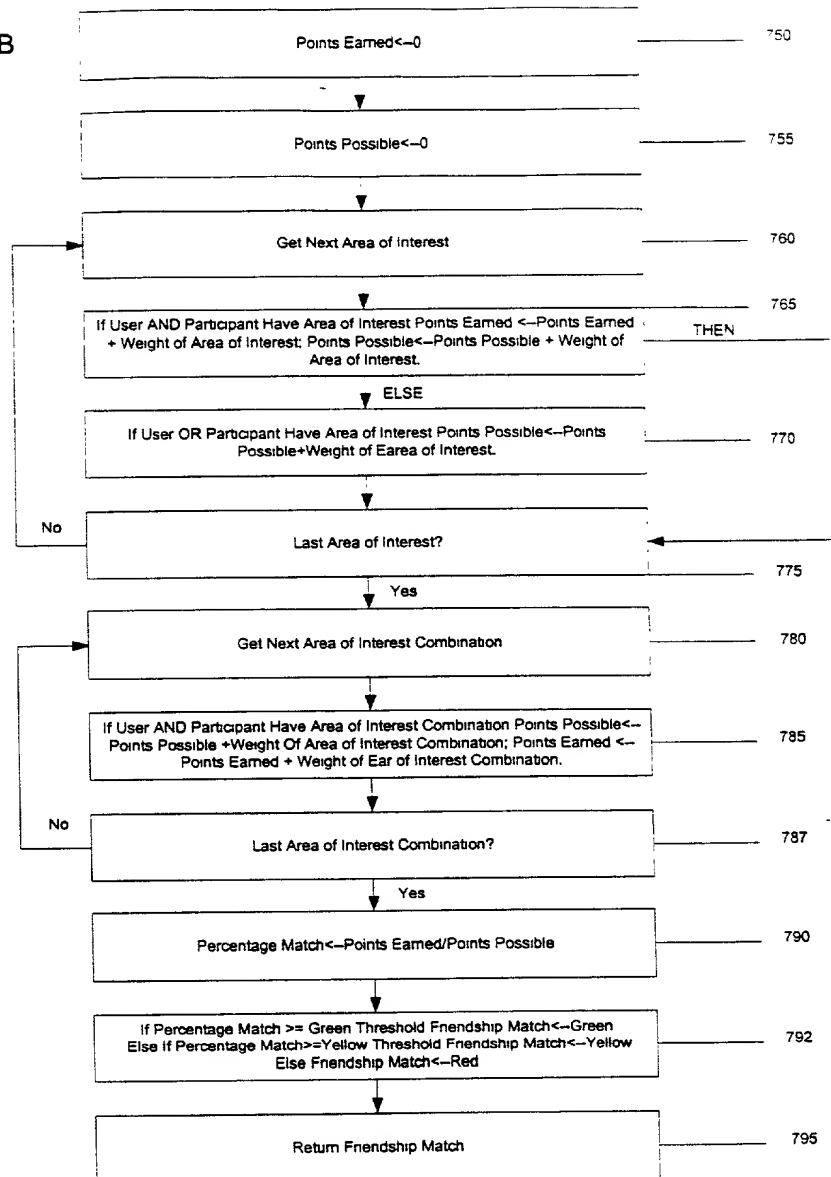 B
Points Earned<--0
750
Points Possible<--0
755
Get Next Area of Interest
760
765
If User AND Participant Have Area of Interest Points Earned <--Points Earned
+ Weight of Area of Interest; Points Possible<--Points Possible + Weight of
Area of Interest.
THEN
ELSE
If User OR Participant Have Area of Interest Points Possible<--Points
Possible+Weight of Earea of Interest.
770
No
Last Area of Interest?
775
Yes
Get Next Area of Interest Combination
780
If User AND Participant Have Area of Interest Combination Points Possible<--
Points Possible +Weight Of Area of Interest Combination; Points Earned <--
Points Earned + Weight of Ear of Interest Combination.
785
No
Last Area of Interest Combination?
787
Yes
Percentage Match<--Points Earned/Points Possible
790
If Percentage Match >= Green Threshold Friendship Match<--Green
Else If Percentage Match>=Yellow Threshold Friendship Match<--Yellow
Else Friendship Match<--Red
792
Return Friendship Match
795